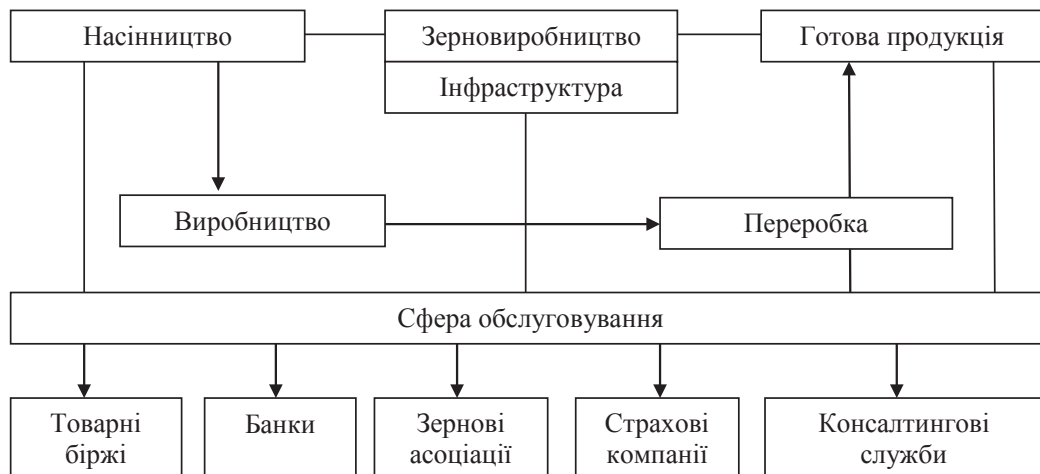 Насінництво
Зерновиробництво
Готова продукція
Інфраструктура
Виробництво
Переробка
Сфера обслуговування
Товарні
біржі
Банки
Зернові
асоціації
Страхові
компанії
Консалтингові
служби